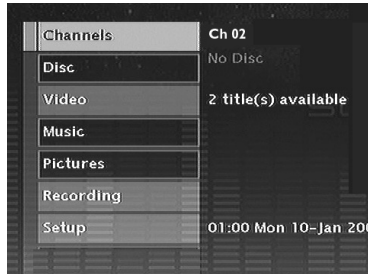 Channels Ch 02
Disc No Disc
Video 2 title(s) available
Music
Pictures
Recording
Setup 01:00 Mon 10-Jan 200